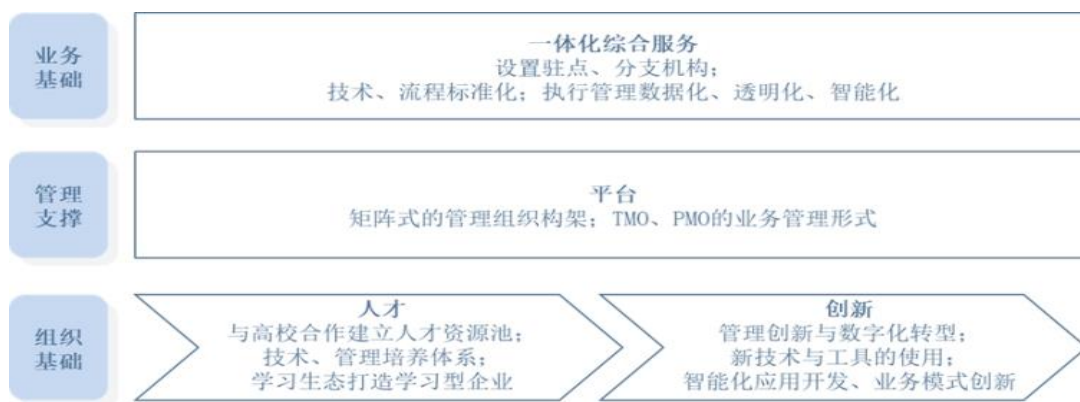 业务
基础
一体化综合服务
设置驻点、分支机构;
技术、流程标准化;执行管理数据化、透明化、智能化
管理
支撑
平台
矩阵式的管理组织构架;TMO、PMO的业务管理形式
组织
基础
人才
与高校合作建立人才资源池;
技术、管理培养体系;
学习生态打造学习型企业
创新
管理创新与数字化转型;
新技术与工具的使用;
智能化应用开发、业务模式创新